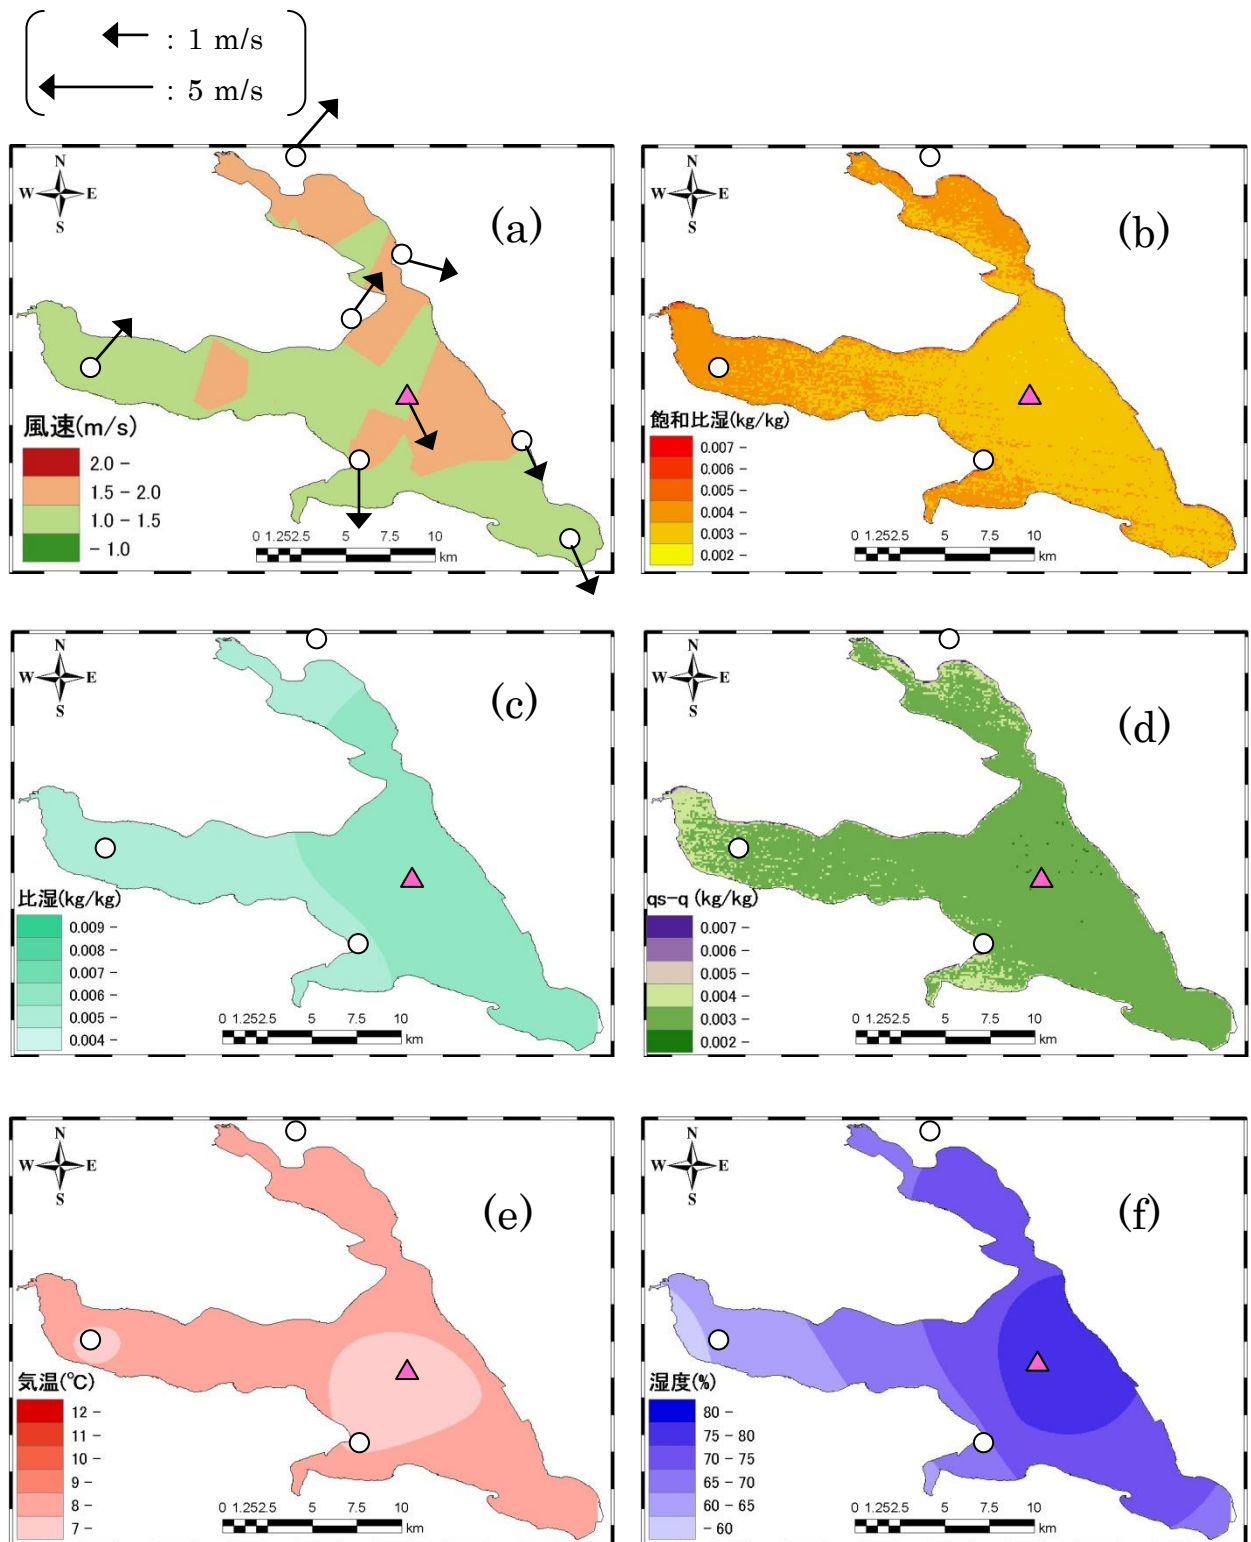 : 1 m/s
: 5 m/s
N
W E
S
(a)
風速(m/s)
2.0 -
1.5 - 2.0
1.0 - 1.5
- 1.0
0 1.252.5 5 7.5 10
km
(b)
飽和比湿(kg/kg)
0.007 -
0.006 -
0.005 -
0.004 -
0.003 -
0.002 -
0 1.252.5 5 7.5 10
km
N
W E
S
(c)
比湿(kg/kg)
0.009 -
0.008 -
0.007 -
0.006 -
0.005 -
0.004 -
0 1.252.5 5 7.5 10
km
N
W E
S
(d)
qs-q (kg/kg)
0.007 -
0.006 -
0.005 -
0.004 -
0.003 -
0.002 -
0 1.252.5 5 7.5 10
km
N
W E
S
(e)
気温(℃)
12 -
11 -
10 -
9 -
8 -
7 -
0 1.252.5 5 7.5 10
km
N
W E
S
(f)
湿度(%)
80 -
75 - 80
70 - 75
65 - 70
60 - 65
- 60
0 1.252.5 5 7.5 10
km
N
W E
S